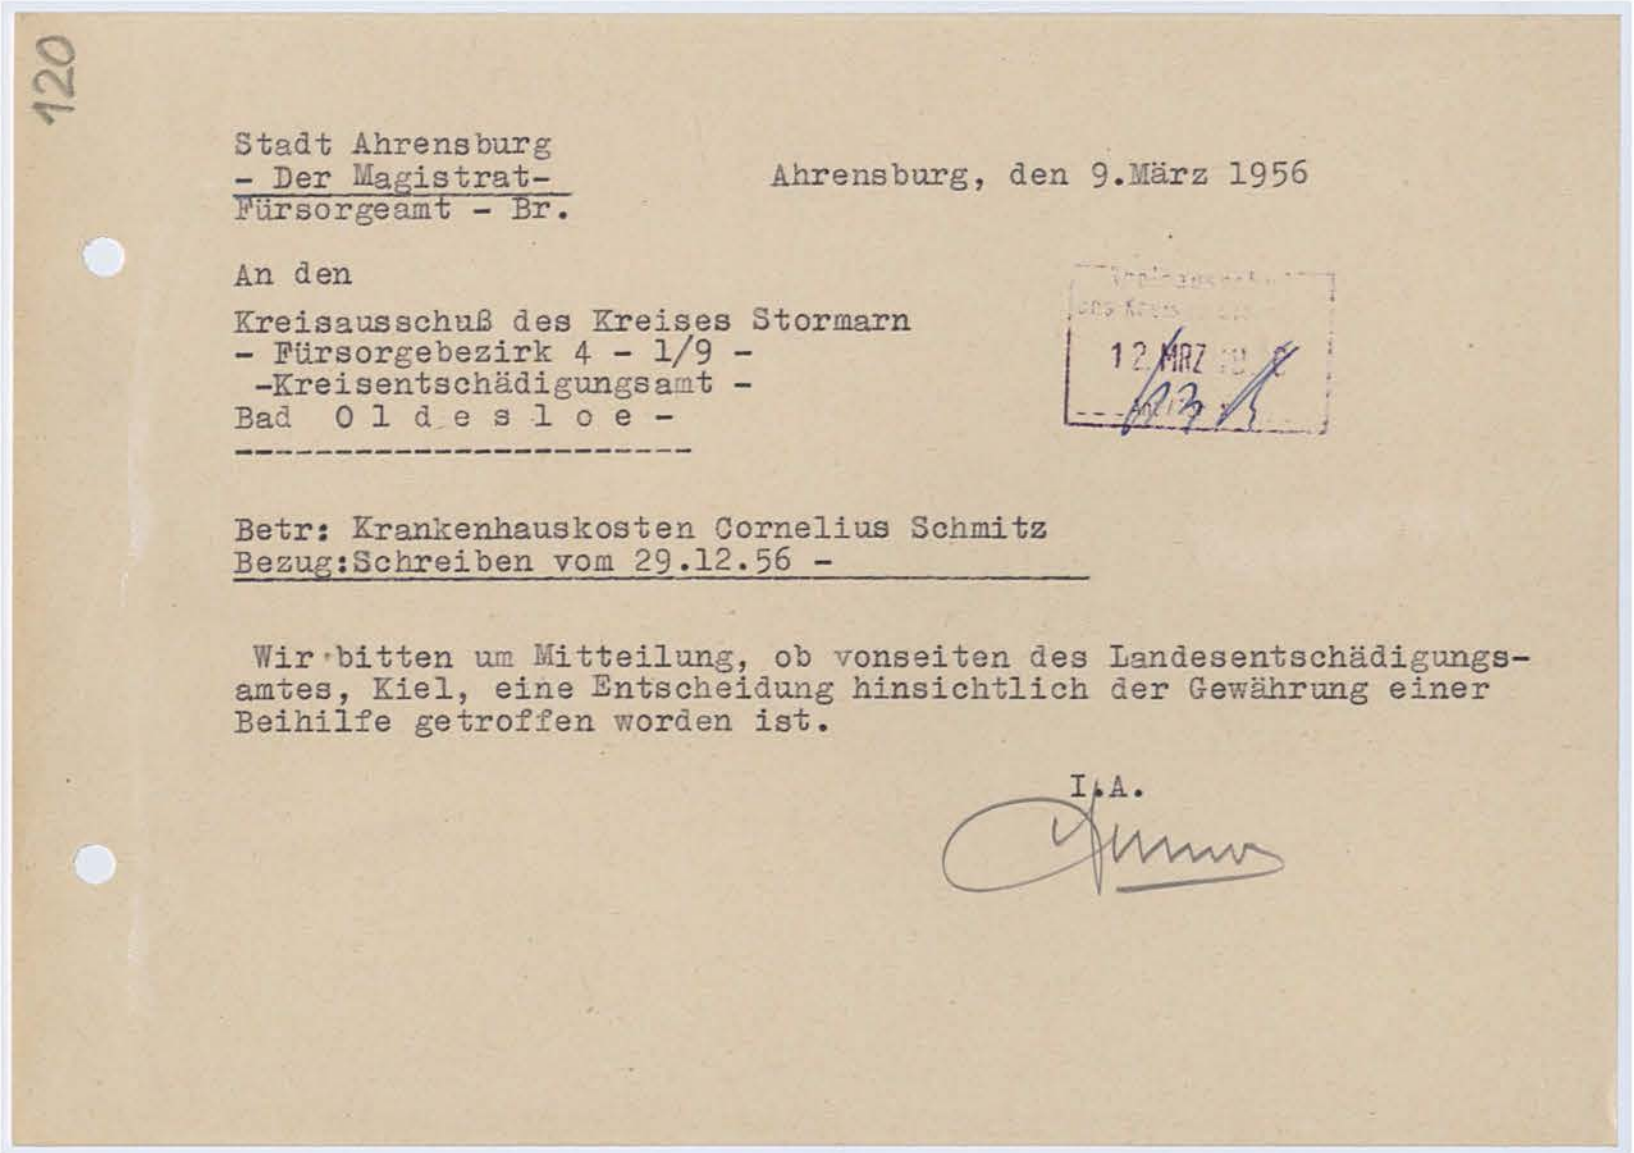 120
Stadt Ahrensburg
- Der Magistrat-
Fürsorgeamt - Br.
Ahrensburg, den 9.März 1956
An den
Kreisausschuß des Kreises Stormarn
- Fürsorgebezirk 4 - 1/9 -
-Kreisentschädigungsamt -
Bad O l d e s l o e -
12. MRZ
Betr: Krankenhauskosten Cornelius Schmitz
Bezug:Schreiben vom 29.12.56 -
Wir bitten um Mitteilung, ob vonseiten des Landesentschädigungs-
amtes, Kiel, eine Entscheidung hinsichtlich der Gewährung einer
Beihilfe getroffen worden ist.
I.A.